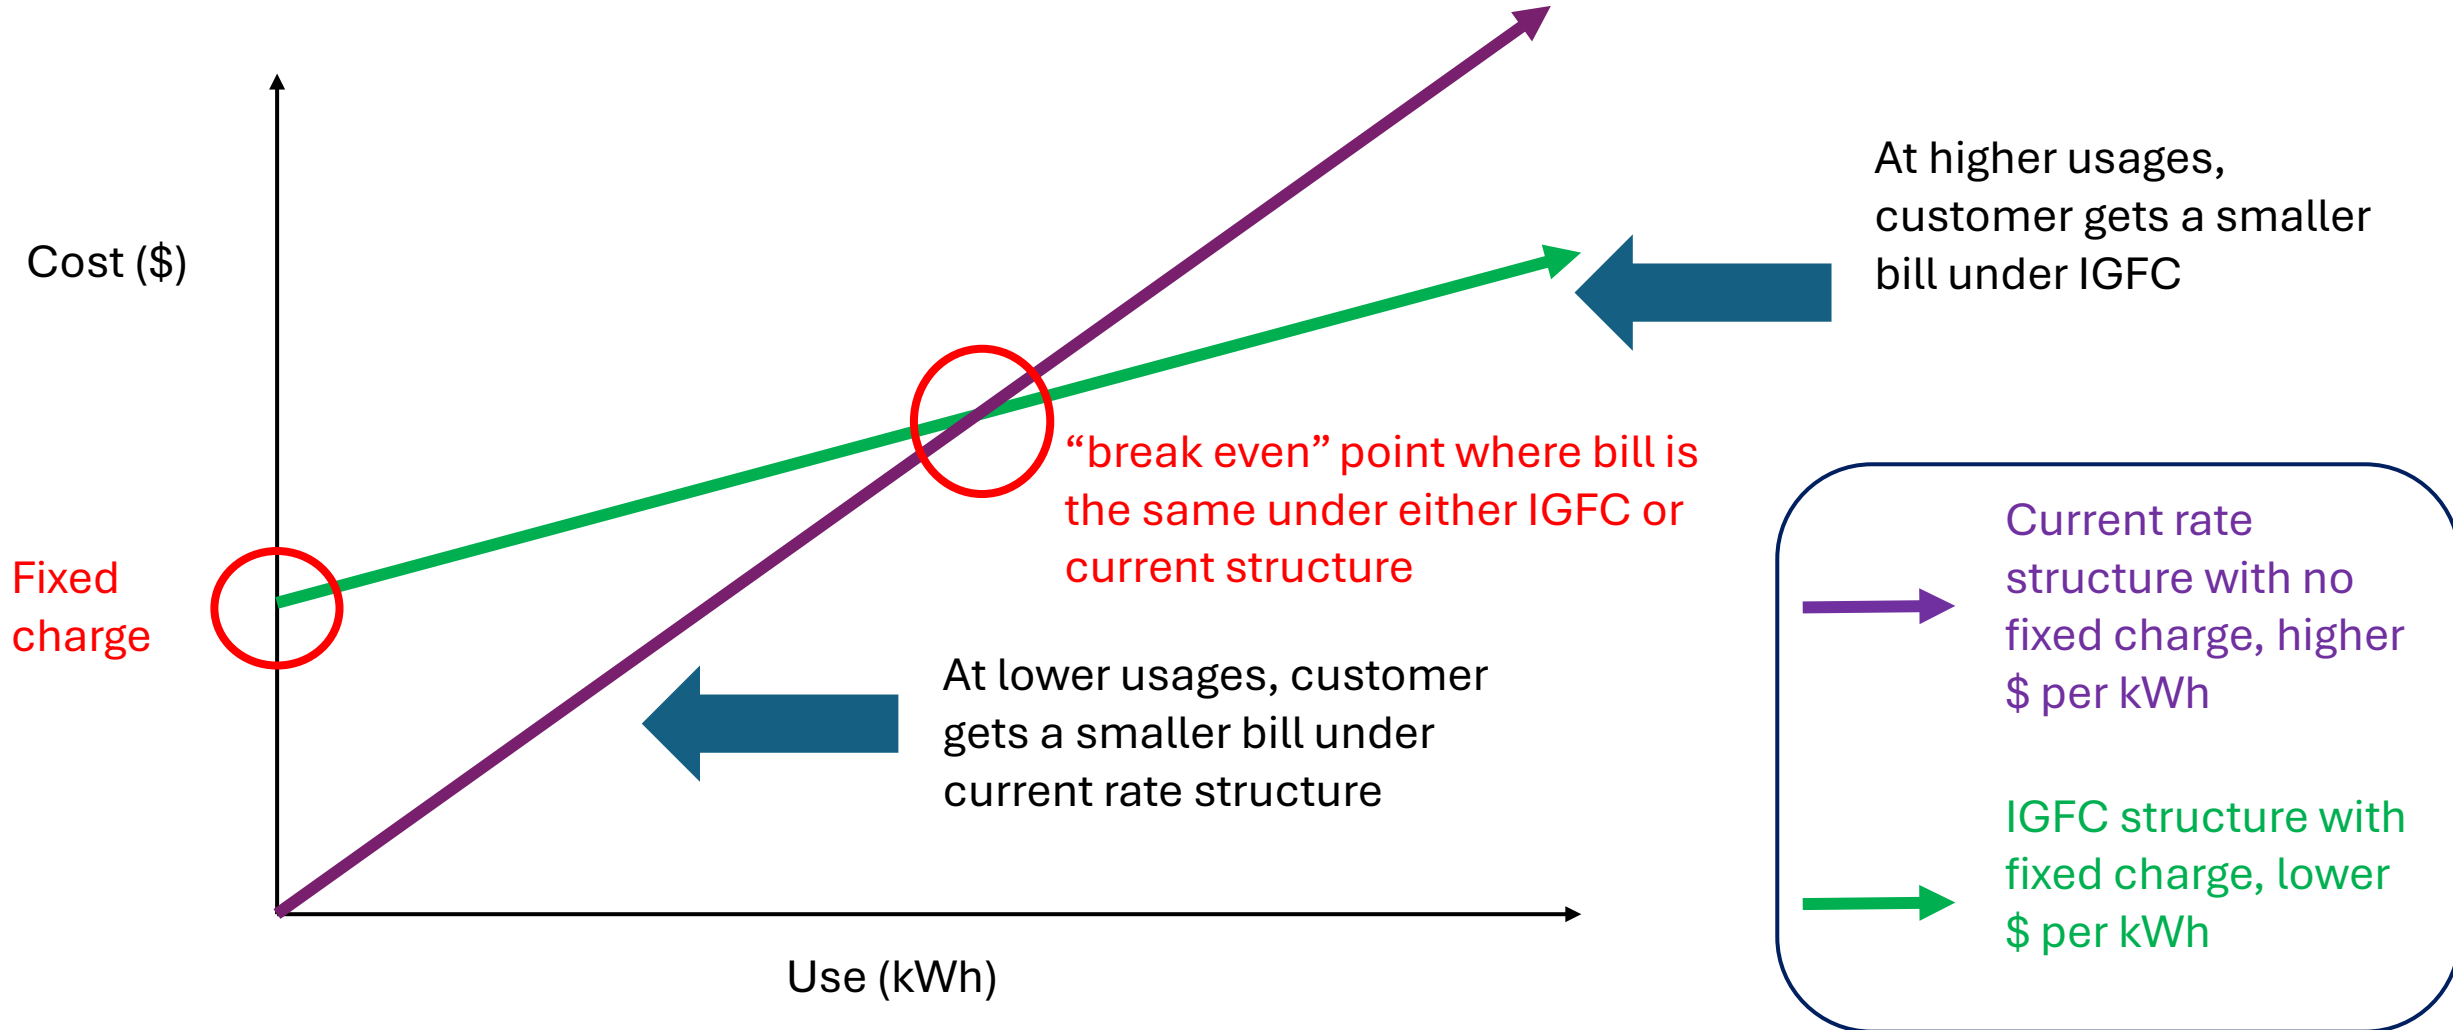 At higher usages,
customer gets a smaller
bill under IGFC
Cost ($)
“break even” point where bill is
the same under either IGFC or
current structure
Fixed
charge
At lower usages, customer
gets a smaller bill under
current rate structure
Use (kWh)
Current rate
structure with no
fixed charge, higher
$ per kWh
IGFC structure with
fixed charge, lower
$ per kWh